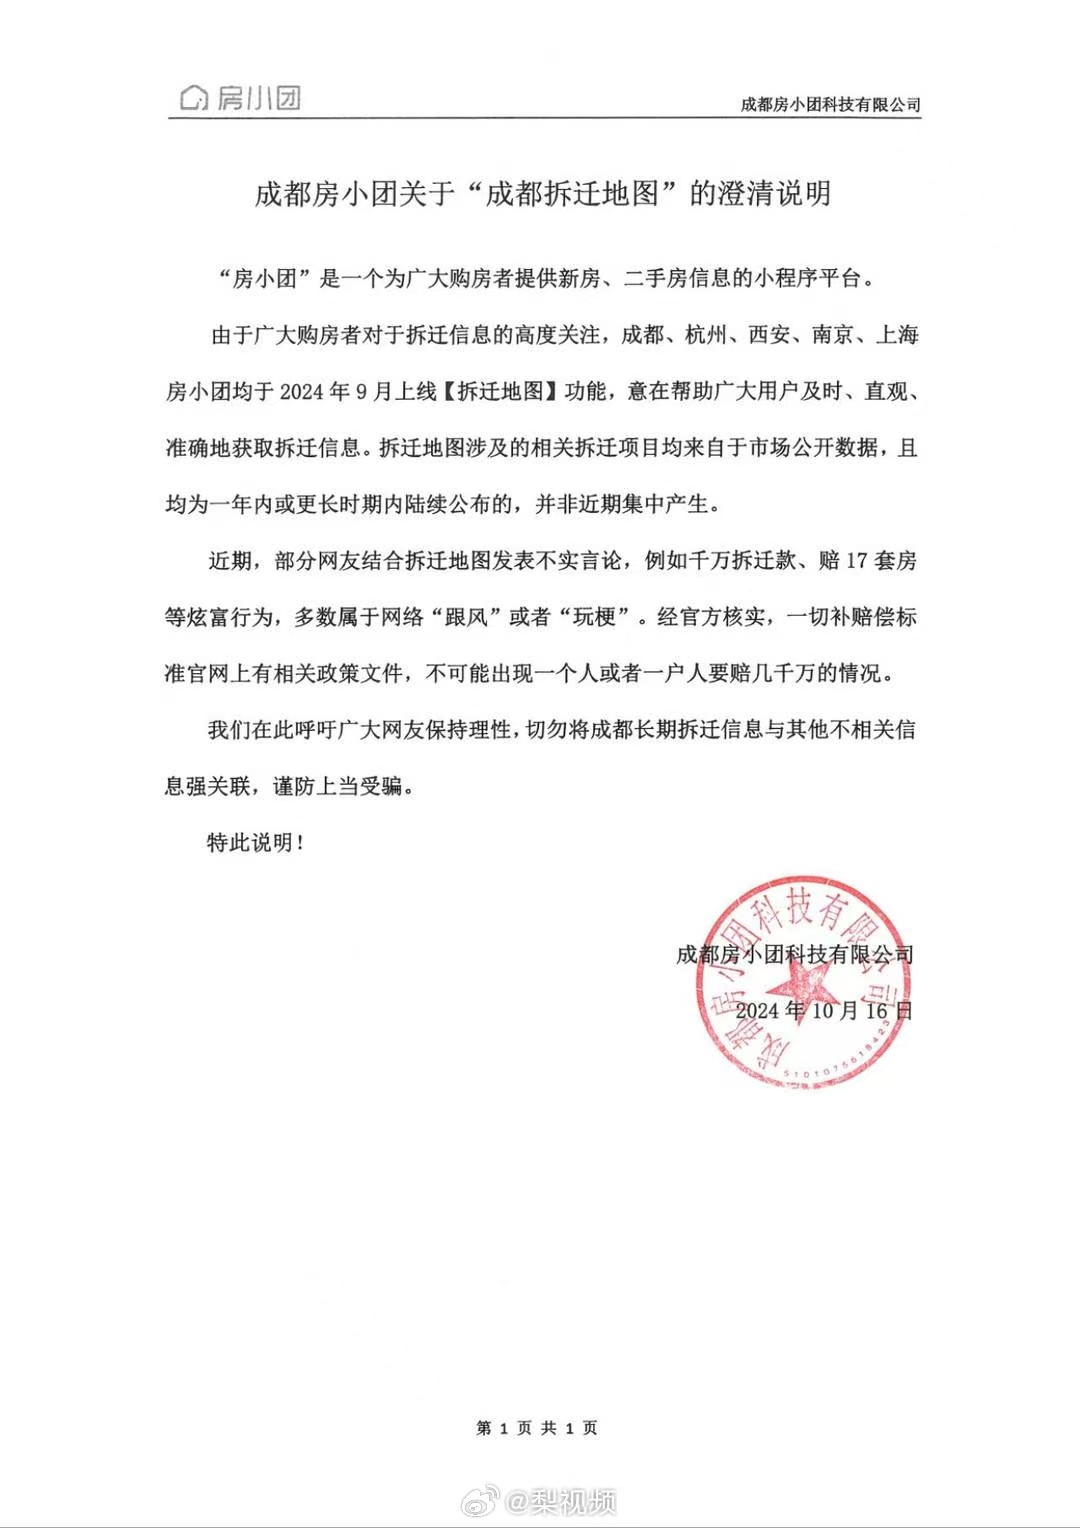 房小团
成都房小团科技有限公司
成都房小团关于“成都拆迁地图”的澄清说明
“房小团”是一个为广大购房者提供新房、二手房信息的小程序平台。
由于广大购房者对于拆迁信息的高度关注，成都、杭州、西安、南京、上海
房小团均于 2024 年 9 月上线【拆迁地图】功能，意在帮助广大用户及时、直观、
准确地获取拆迁信息。拆迁地图涉及的相关拆迁项目均来自于市场公开数据，且
均为一年内或更长时期内陆续公布的，并非近期集中产生。
近期，部分网友结合拆迁地图发表不实言论，例如千万拆迁款、赔 17 套房
等炫富行为，多数属于网络“跟风”或者“玩梗”。经官方核实，一切补赔偿标
准官网上有相关政策文件，不可能出现一个人或者一户人要赔几千万的情况。
我们在此呼吁广大网友保持理性，切勿将成都长期拆迁信息与其他不相关信
息强关联，谨防上当受骗。
特此说明！
成都房小团科技有限公司
2024 年 10 月 16 日
成都房小团科技有限公司
5101075618423
第 1 页 共 1 页
@梨视频